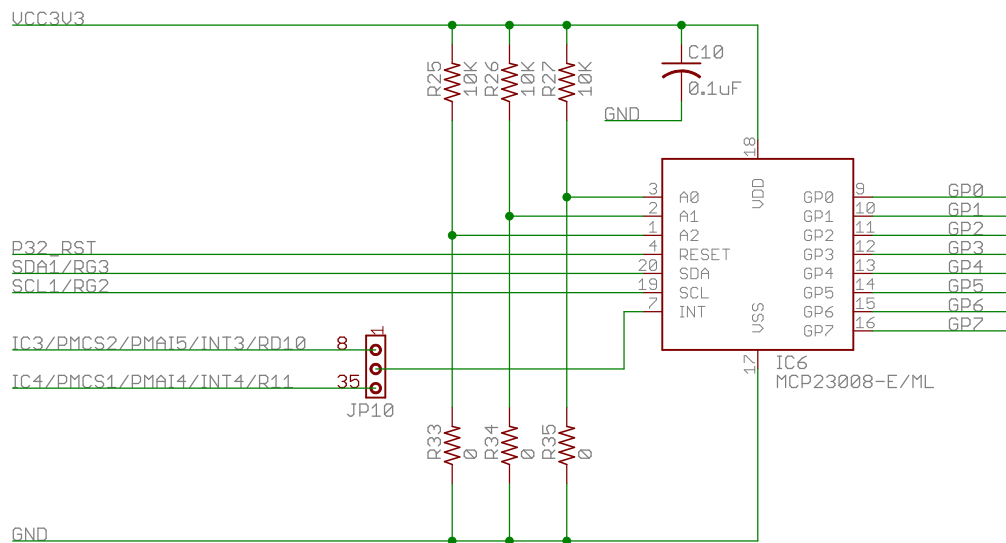 VCC3V3
R25
10K
R26
10K
R27
10K
C10
0.1uF
GND
18
VDD
3
A0
GP0
9
GP0
2
A1
GP1
10
GP1
1
A2
GP2
11
GP2
P32_RST
4
RESET
GP3
12
GP3
SDA1/RG3
20
SDA
GP4
13
GP4
SCL1/RG2
19
SCL
GP5
14
GP5
7
INT
VSS
GP6
15
GP6
GP7
16
GP7
1
IC3/PMCS2/PMAI5/INT3/RD10
8
IC4/PMCS1/PMAI4/INT4/R11
35
JP10
17
IC6
MCP23008-E/ML
R33
0
R34
0
R35
0
GND